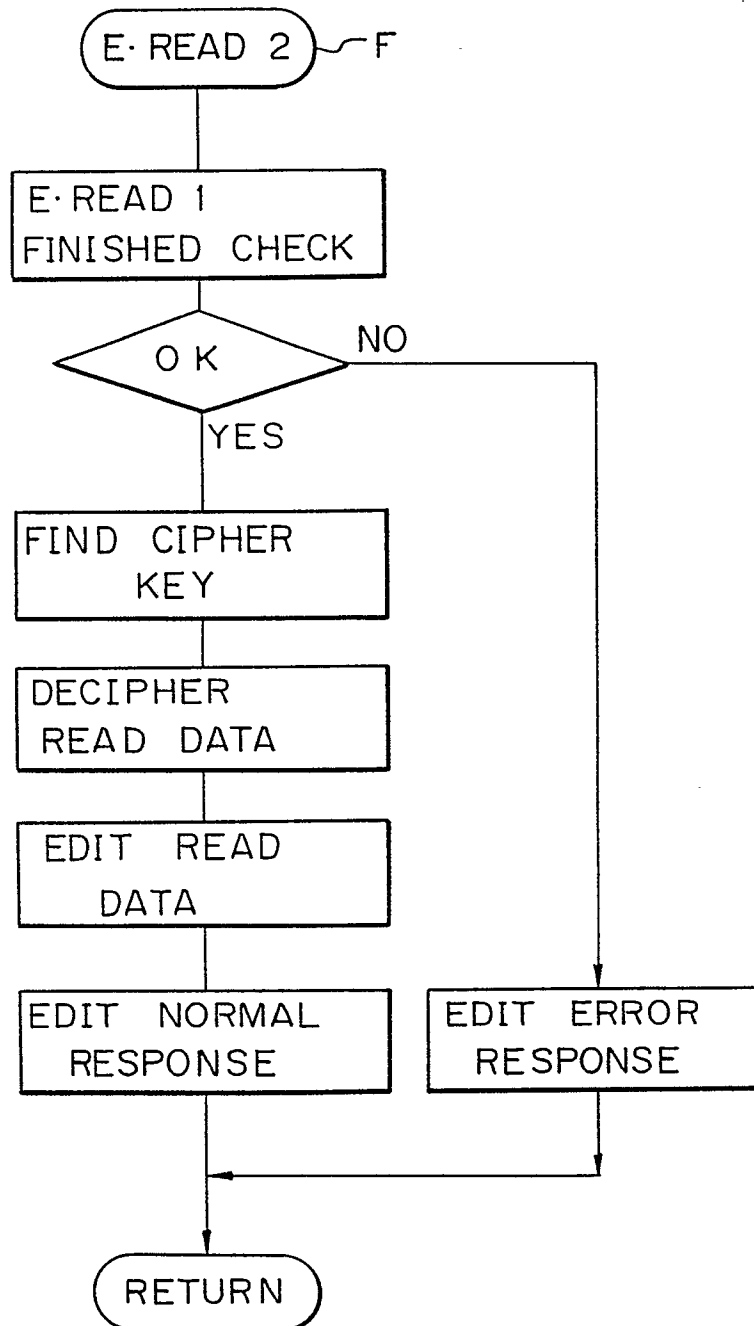 E·READ 2
F
E·READ 1
FINISHED CHECK
OK
NO
YES
FIND CIPHER
KEY
DECIPHER
READ DATA
EDIT READ
DATA
EDIT NORMAL
RESPONSE
EDIT ERROR
RESPONSE
RETURN